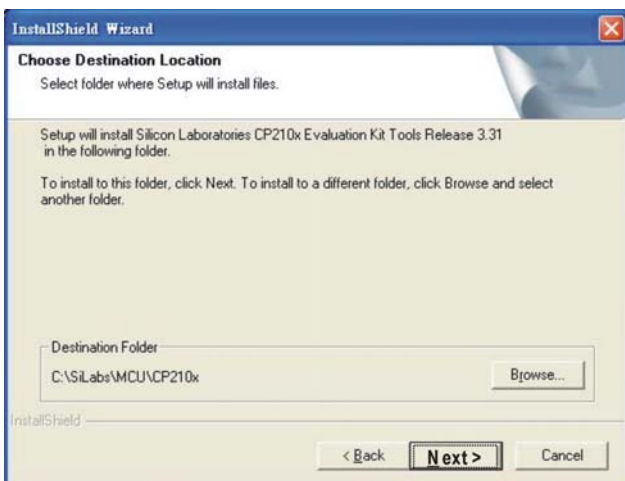 InstallShield Wizard
Choose Destination Location
Select folder where Setup will install files.
Setup will install Silicon Laboratories CP210x Evaluation Kit Tools Release 3.31
in the following folder.
To install to this folder, click Next. To install to a different folder, click Browse and select
another folder.
Destination Folder
C:\SiLabs\MCU\CP210x
Browse...
InstallShield
< Back
Next >
Cancel